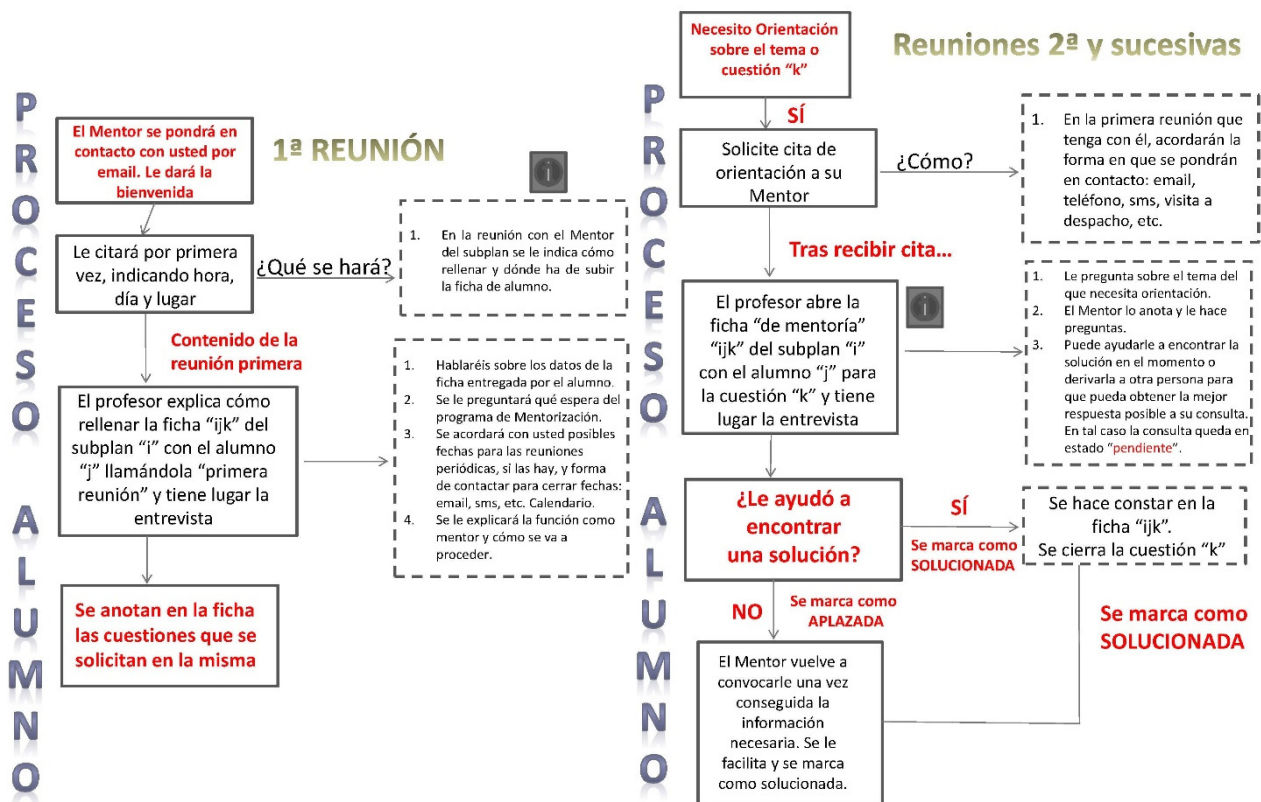 PROCESO ALUMNO
1ª REUNIÓN
El Mentor se pondrá en
contacto con usted por
email. Le dará la
bienvenida
Le citará por primera
vez, indicando hora,
día y lugar
¿Qué se hará?
i
1. En la reunión con el Mentor
del subplan se le indica cómo
rellenar y dónde ha de subir
la ficha de alumno.
Contenido de la
reunión primera
El profesor explica cómo
rellenar la ficha “ijk” del
subplan “i” con el alumno
“j” llamándola “primera
reunión” y tiene lugar la
entrevista
1. Hablaréis sobre los datos de la
ficha entregada por el alumno.
2. Se le preguntará qué espera del
programa de Mentorización.
3. Se acordará con usted posibles
fechas para las reuniones
periódicas, sí las hay, y forma
de contactar para cerrar fechas:
email, sms, etc. Calendario.
4. Se le explicará la función como
mentor y cómo se va a
proceder.
Se anotan en la ficha
las cuestiones que se
solicitan en la misma
PROCESO ALUMNO
Reuniones 2ª y sucesivas
Necesito Orientación
sobre el tema o
cuestión “k”
SÍ
Solicite cita de
orientación a su
Mentor
¿Cómo?
1. En la primera reunión que
tenga con él, acordarán la
forma en que se pondrán
en contacto: email,
teléfono, sms, visita a
despacho, etc.
Tras recibir cita...
El profesor abre la
ficha “de mentoría”
“ijk” del subplan “i”
con el alumno “j” para
la cuestión “k” y tiene
lugar la entrevista
i
1. Le pregunta sobre el tema del
que necesita orientación.
2. El Mentor lo anota y le hace
preguntas.
3. Puede ayudarle a encontrar la
solución en el momento o
derivarla a otra persona para
que pueda obtener la mejor
respuesta posible a su consulta.
En tal caso la consulta queda en
estado “pendiente”.
¿Le ayudó a
encontrar
una solución?
SÍ
Se marca como
SOLUCIONADA
Se hace constar en la
ficha “ijk”.
Se cierra la cuestión “k”
NO
Se marca como
APLAZADA
Se marca como
SOLUCIONADA
El Mentor vuelve a
convocarle una vez
conseguida la
información
necesaria. Se le
facilita y se marca
como solucionada.